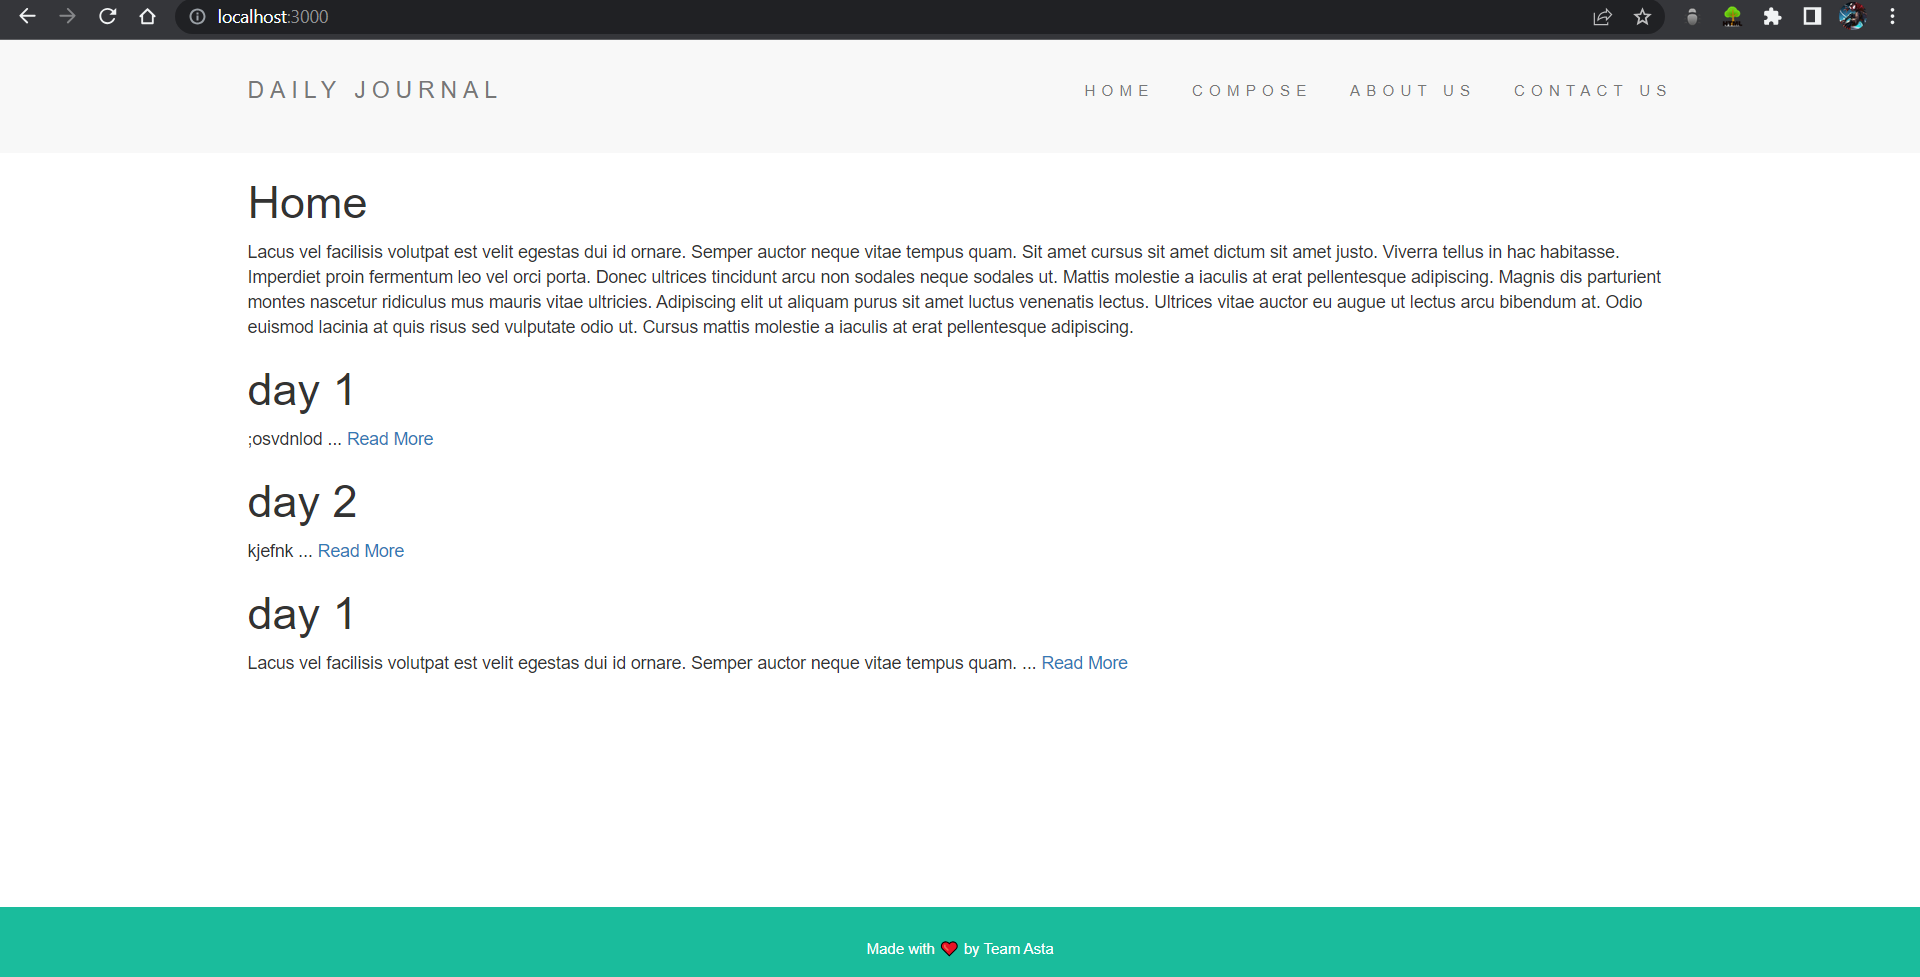 localhost:3000
DAILY JOURNAL
HOME COMPOSE ABOUT US CONTACT US
Home
Lacus vel facilisis volutpat est velit egestas dui id ornare. Semper auctor neque vitae tempus quam. Sit amet cursus sit amet dictum sit amet justo. Viverra tellus in hac habitasse.
Imperdiet proin fermentum leo vel orci porta. Donec ultrices tincidunt arcu non sodales neque sodales ut. Mattis molestie a iaculis at erat pellentesque adipiscing. Magnis dis parturient
montes nascetur ridiculus mus mauris vitae ultricies. Adipiscing elit ut aliquam purus sit amet luctus venenatis lectus. Ultrices vitae auctor eu augue ut lectus arcu bibendum at. Odio
euismod lacinia at quis risus sed vulputate odio ut. Cursus mattis molestie a iaculis at erat pellentesque adipiscing.
day 1
;osvdnlod ... Read More
day 2
kjefnk ... Read More
day 1
Lacus vel facilisis volutpat est velit egestas dui id ornare. Semper auctor neque vitae tempus quam. ... Read More
Made with ❤ by Team Asta